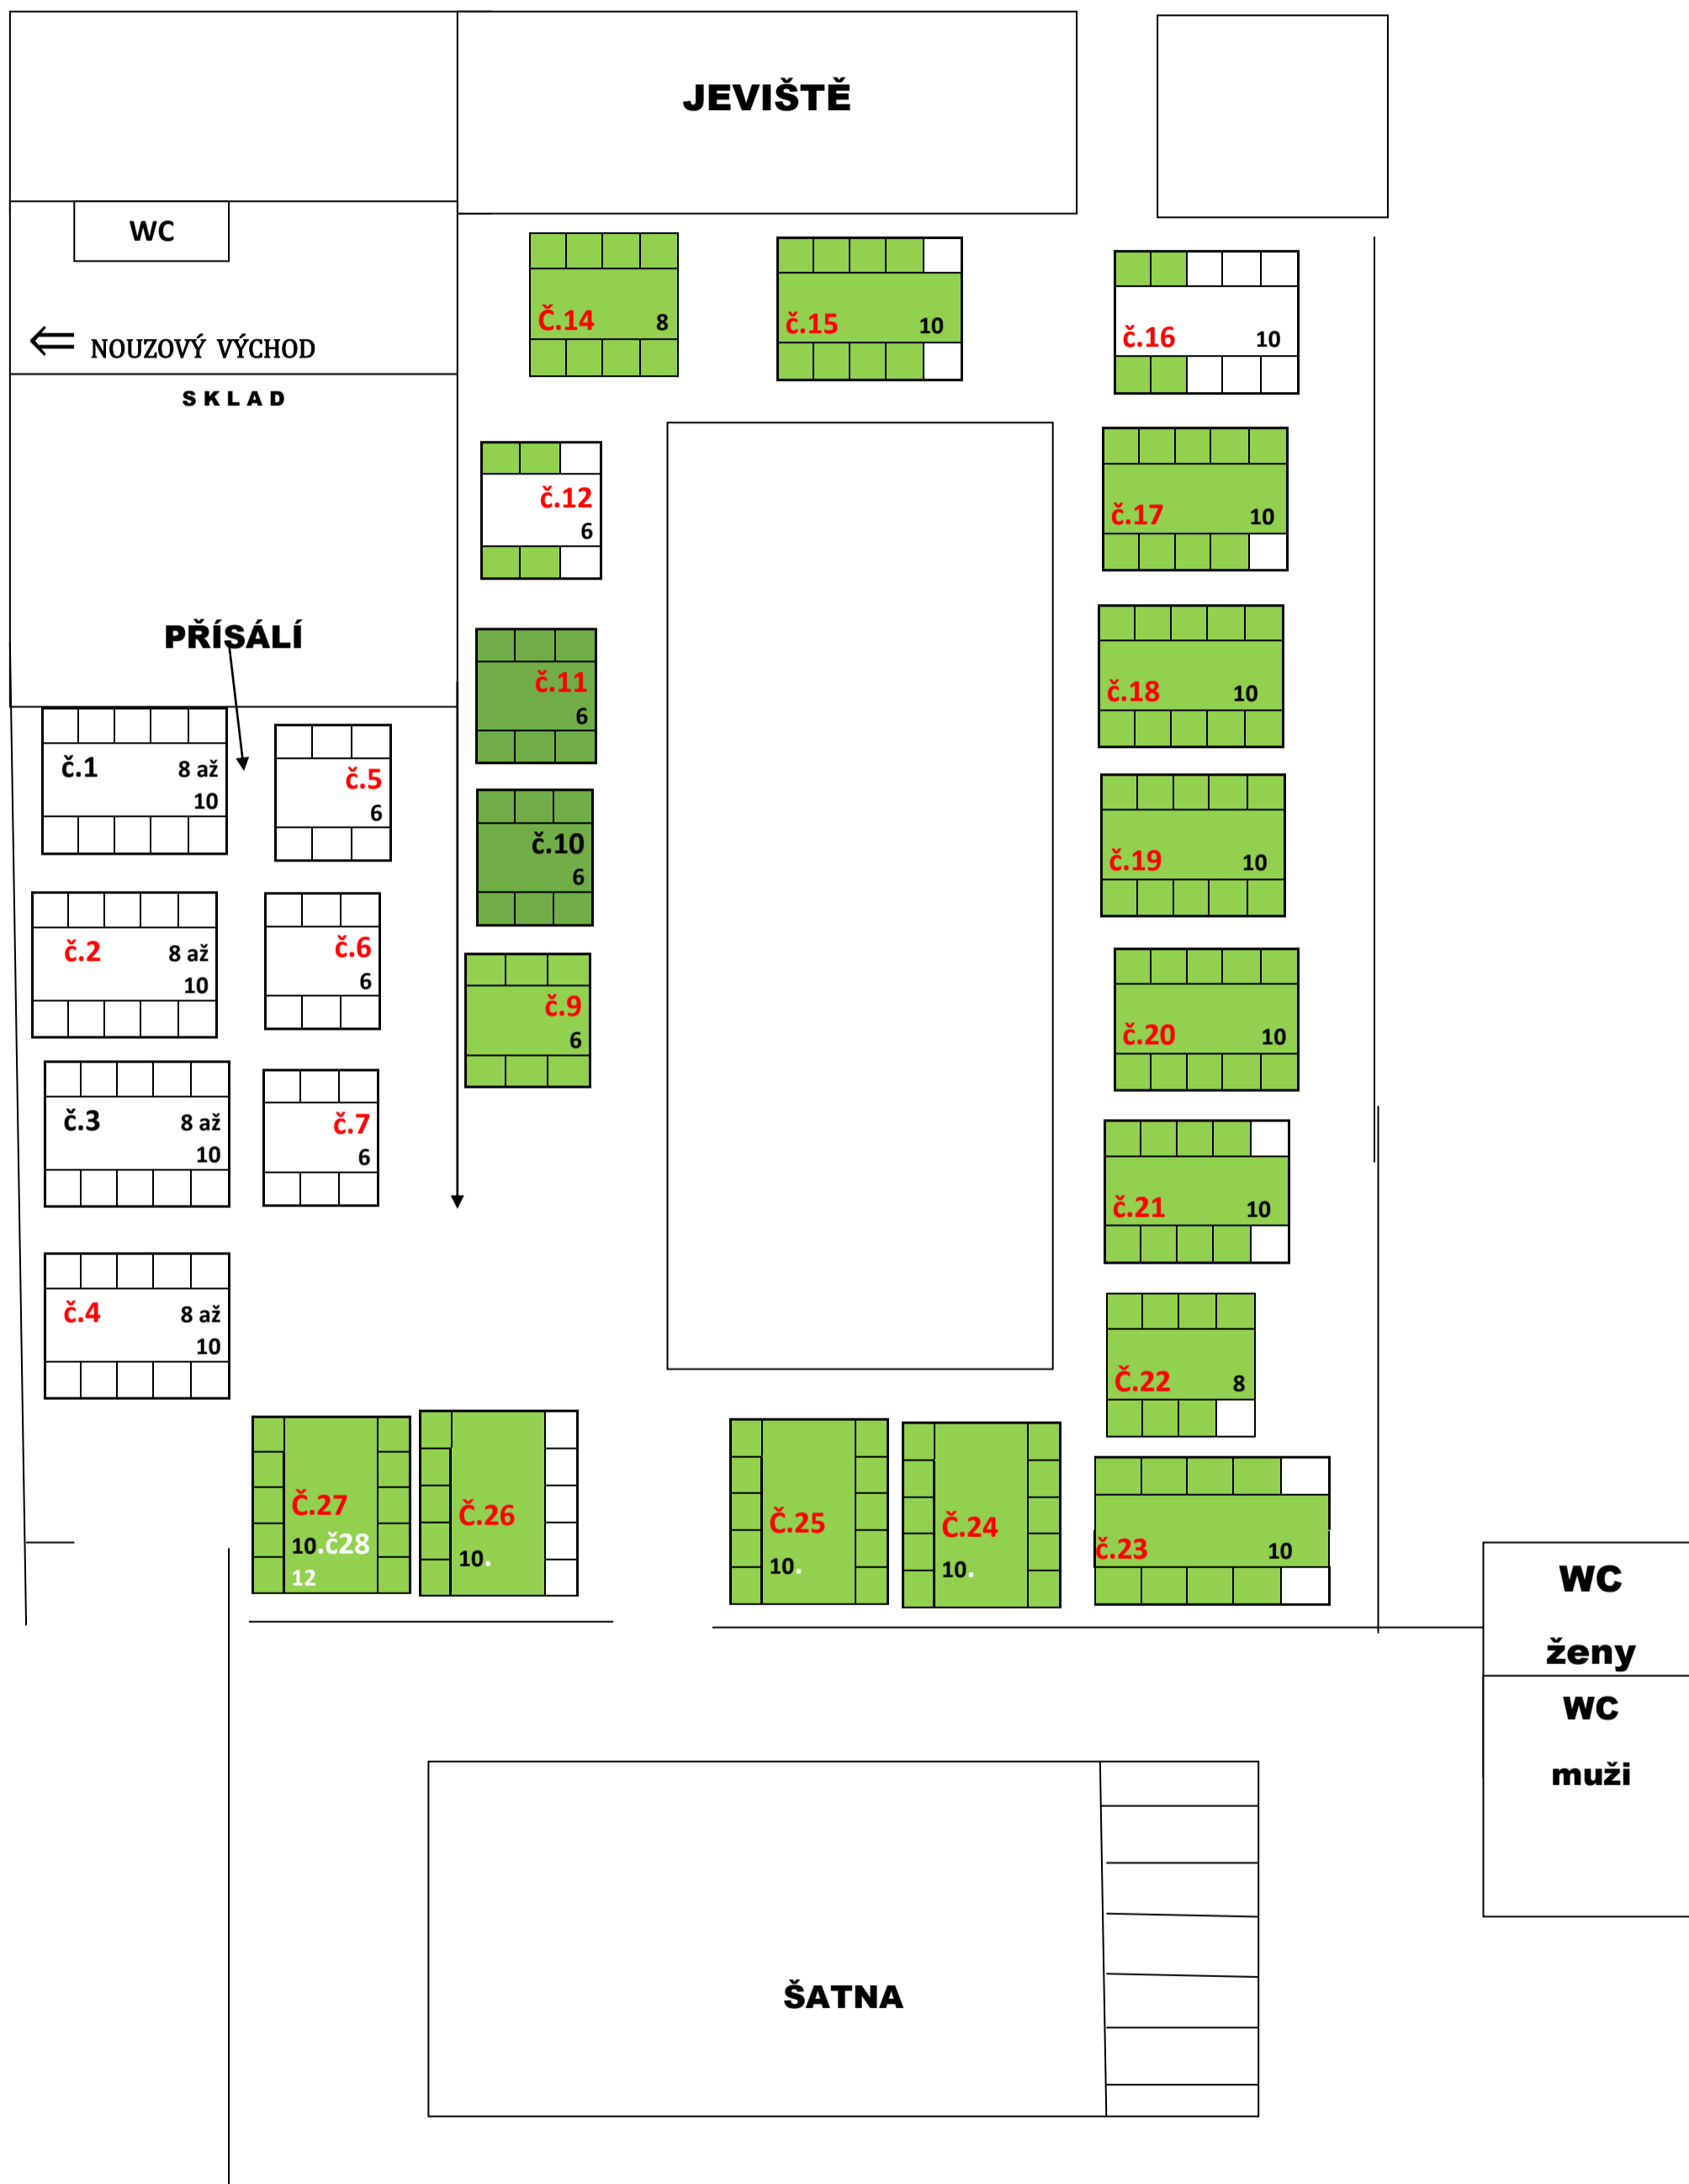 JEVIŠTĚ
WC
⇐ NOUZOVÝ VÝCHOD
SKLAD
PŘÍSÁLÍ
Č.14 8
č.15 10
č.16 10
č.12
6
č.17 10
č.11
6
č.18 10
č.1 8 až
10
č.5
6
č.10
6
č.19 10
č.2 8 až
10
č.6
6
č.9
6
č.20 10
č.3 8 až
10
č.7
6
č.21 10
č.4 8 až
10
Č.22 8
Č.27
10.č28
12
Č.26
10.
Č.25
10.
Č.24
10.
č.23 10
WC
ženy
WC
muži
ŠATNA